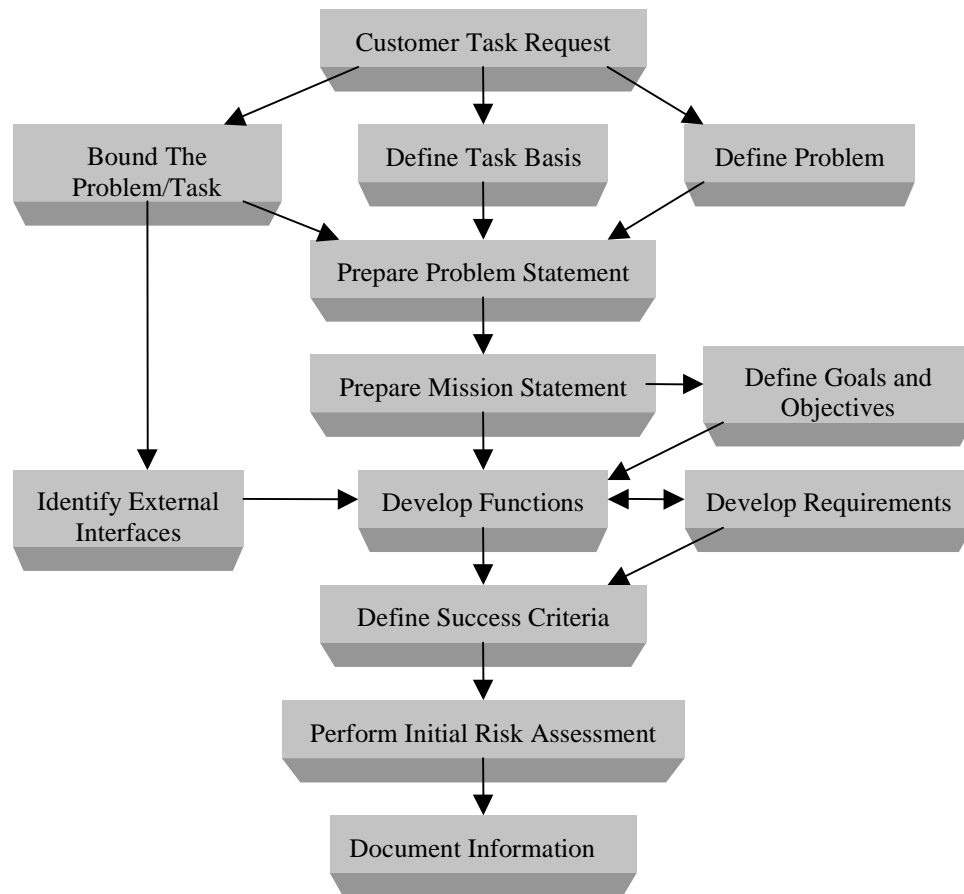 Customer Task Request
Bound The
Problem/Task
Define Task Basis
Define Problem
Prepare Problem Statement
Prepare Mission Statement
Define Goals and
Objectives
Identify External
Interfaces
Develop Functions
Develop Requirements
Define Success Criteria
Perform Initial Risk Assessment
Document Information